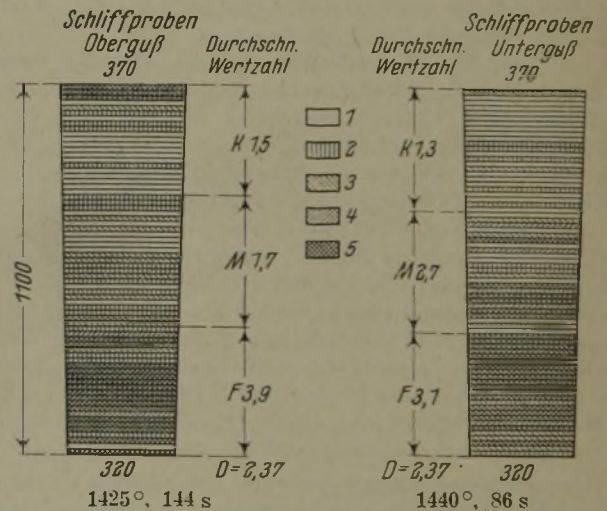 Schliffproben
Oberguß
370
Durchschn.
Wertzahl
Durchschn.
Wertzahl
Schliffproben
Unterguß
370
1
2
3
4
5
1100
K 1,5
M 1,7
F 3,9
K 1,3
M 2,7
F 3,1
320
D = 2,37
D = 2,37
320
1425°, 144 s
1440°, 86 s